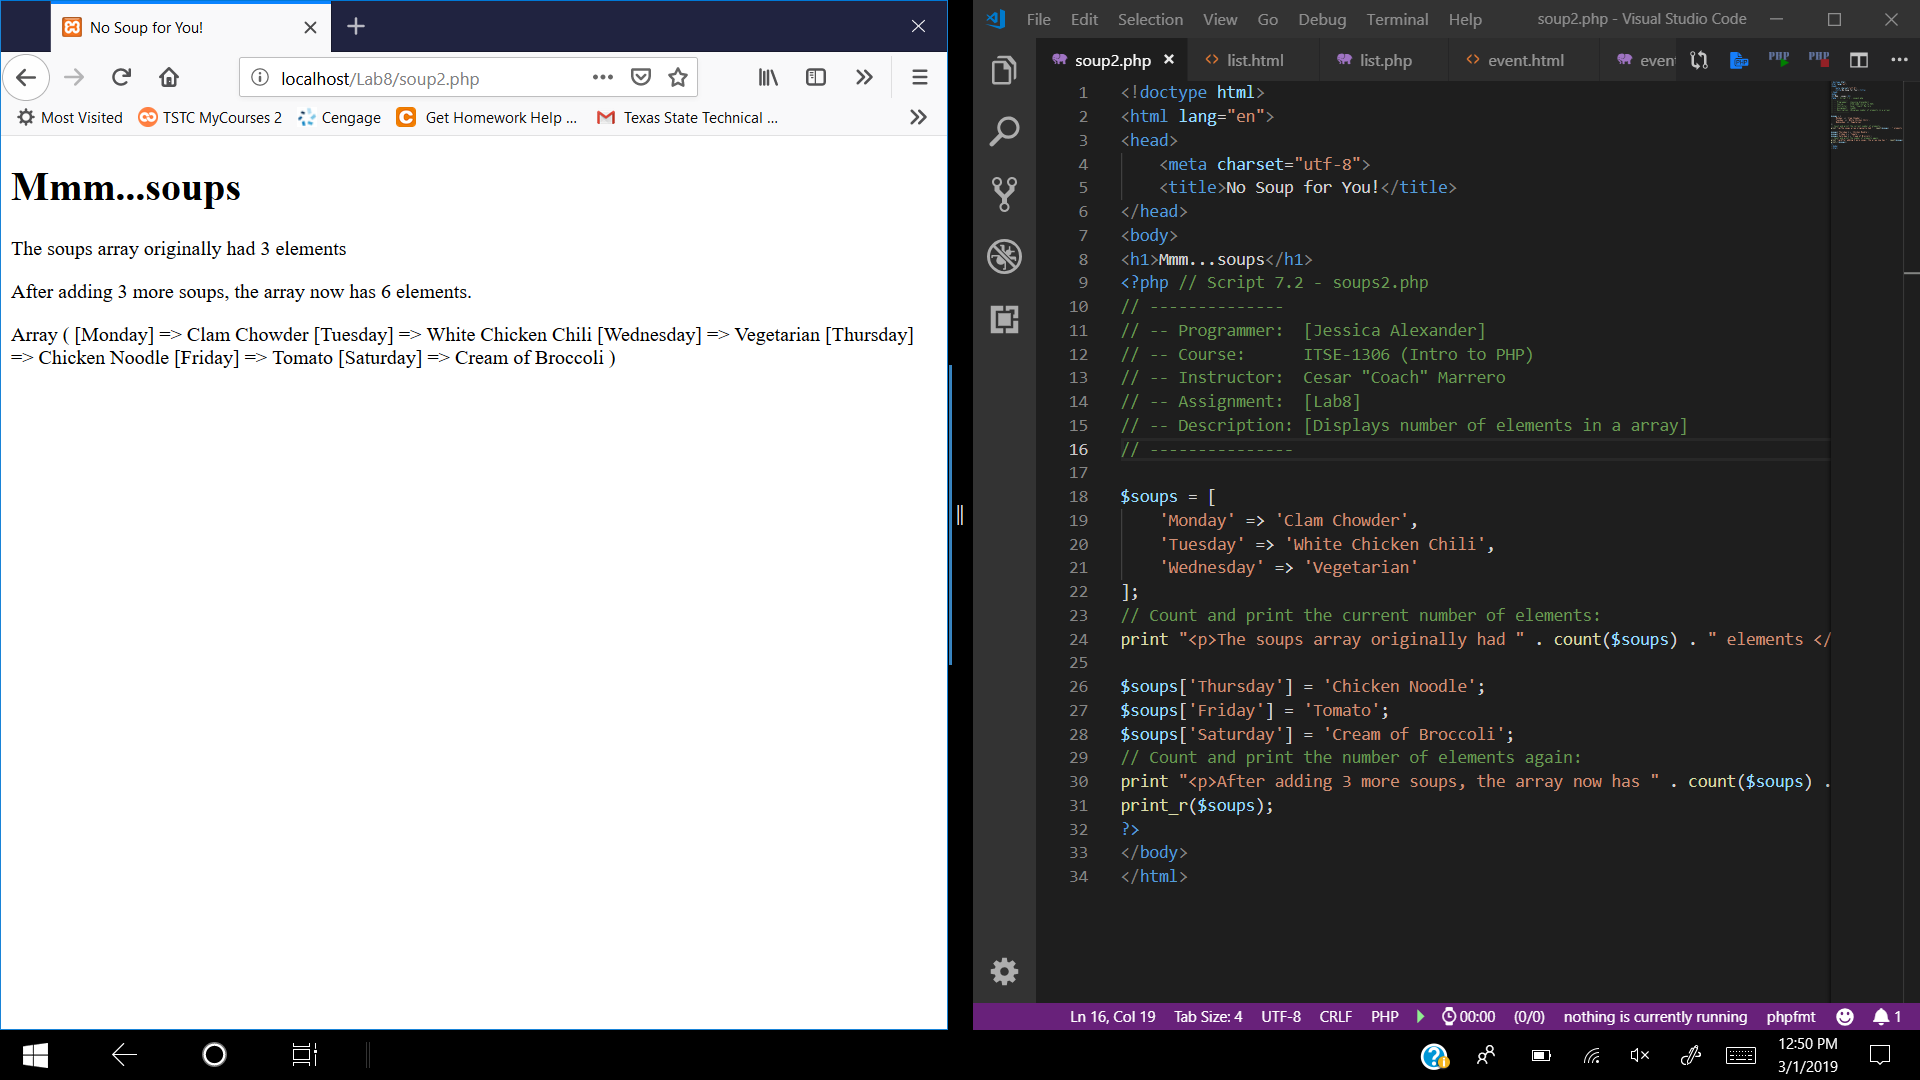 No Soup for You!
localhost/Lab8/soup2.php
Most Visited TSTC MyCourses 2 Cengage Get Homework Help ... Texas State Technical ...
Mmm...soups
The soups array originally had 3 elements
After adding 3 more soups, the array now has 6 elements.
Array ( [Monday] => Clam Chowder [Tuesday] => White Chicken Chili [Wednesday] => Vegetarian [Thursday]
=> Chicken Noodle [Friday] => Tomato [Saturday] => Cream of Broccoli )
File Edit Selection View Go Debug Terminal Help soup2.php - Visual Studio Code
soup2.php list.html list.php event.html even
1 <!doctype html>
2 <html lang="en">
3 <head>
4 <meta charset="utf-8">
5 <title>No Soup for You!</title>
6 </head>
7 <body>
8 <h1>Mmm...soups</h1>
9 <?php // Script 7.2 - soups2.php
10 // --------------
11 // -- Programmer: [Jessica Alexander]
12 // -- Course: ITSE-1306 (Intro to PHP)
13 // -- Instructor: Cesar "Coach" Marrero
14 // -- Assignment: [Lab8]
15 // -- Description: [Displays number of elements in a array]
16 // ---------------
17
18 $soups = [
19 'Monday' => 'Clam Chowder',
20 'Tuesday' => 'White Chicken Chili',
21 'Wednesday' => 'Vegetarian'
22 ];
23 // Count and print the current number of elements:
24 print "<p>The soups array originally had " . count($soups) . " elements </
25
26 $soups['Thursday'] = 'Chicken Noodle';
27 $soups['Friday'] = 'Tomato';
28 $soups['Saturday'] = 'Cream of Broccoli';
29 // Count and print the number of elements again:
30 print "<p>After adding 3 more soups, the array now has " . count($soups) .
31 print_r($soups);
32 ?>
33 </body>
34 </html>
Ln 16, Col 19 Tab Size: 4 UTF-8 CRLF PHP 00:00 (0/0) nothing is currently running phpfmt 1
12:50 PM
3/1/2019